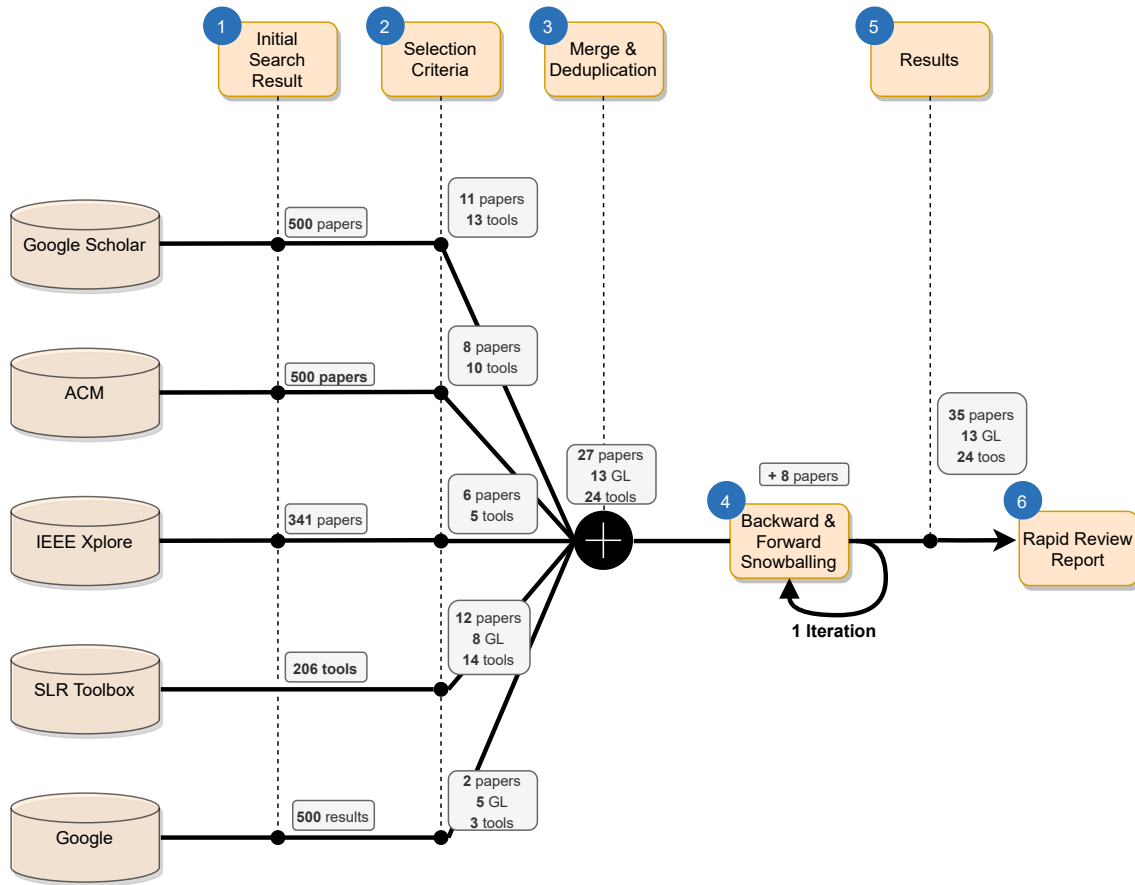 1
Initial
Search
Result
2
Selection
Criteria
3
Merge &
Deduplication
5
Results
Google Scholar
500 papers
11 papers
13 tools
ACM
500 papers
8 papers
10 tools
IEEE Xplore
341 papers
6 papers
5 tools
27 papers
13 GL
24 tools
+ 8 papers
4
Backward &
Forward
Snowballing
1 Iteration
35 papers
13 GL
24 toos
6
Rapid Review
Report
SLR Toolbox
206 tools
12 papers
8 GL
14 tools
Google
500 results
2 papers
5 GL
3 tools